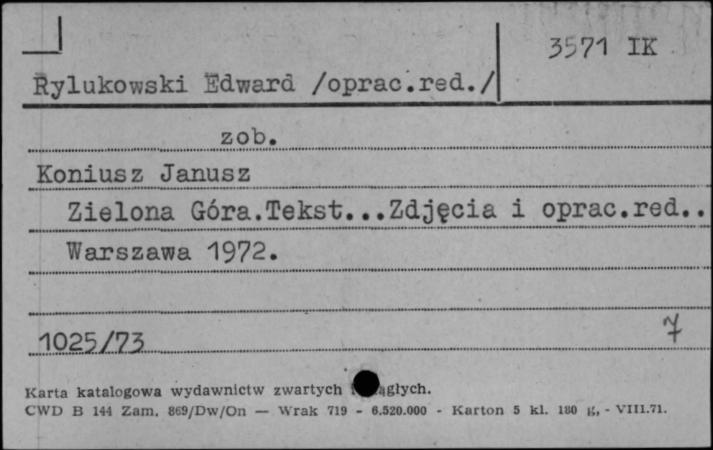 3571 IK
Rylukowski Edward /oprac.red./
zob.
Koniusz Janusz
Zielona Góra.Tekst...Zdjęcia i oprac.red..
Warszawa 1972.
1025/73 7
Karta katalogowa wydawnictw zwartych
CWD B 144 Zam. 869/Dw/On — Wrak 719 - 6.520.000 - Karton 5 kl. 180 g, - VIII.71.